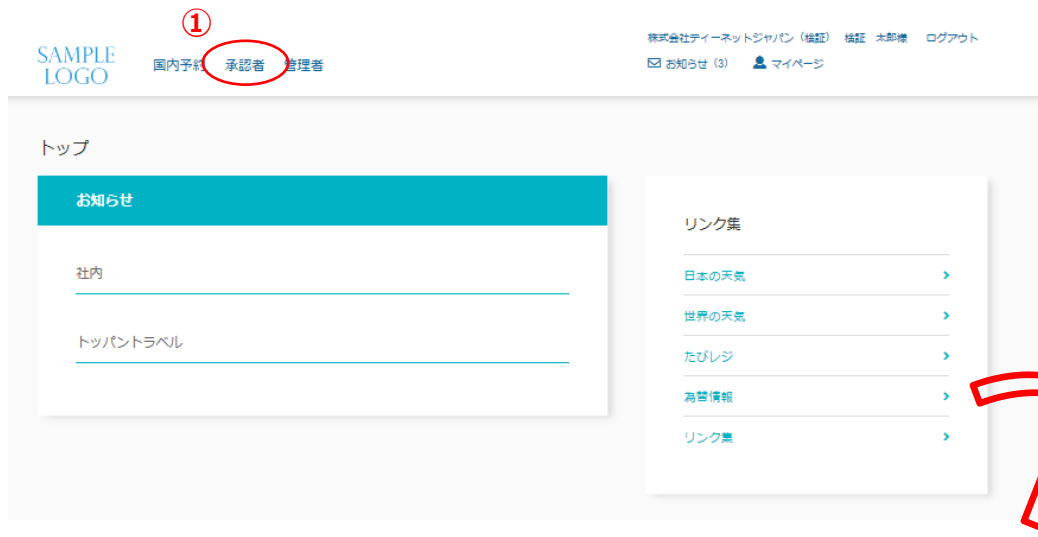 ①
SAMPLE
LOGO
国内予約 承認者 管理者
株式会社ティーネットジャパン（検証） 検証 太郎様 ログアウト
お知らせ（3） マイページ
トップ
お知らせ
社内
トッパントラベル
リンク集
日本の天気
世界の天気
たびレジ
為替情報
リンク集